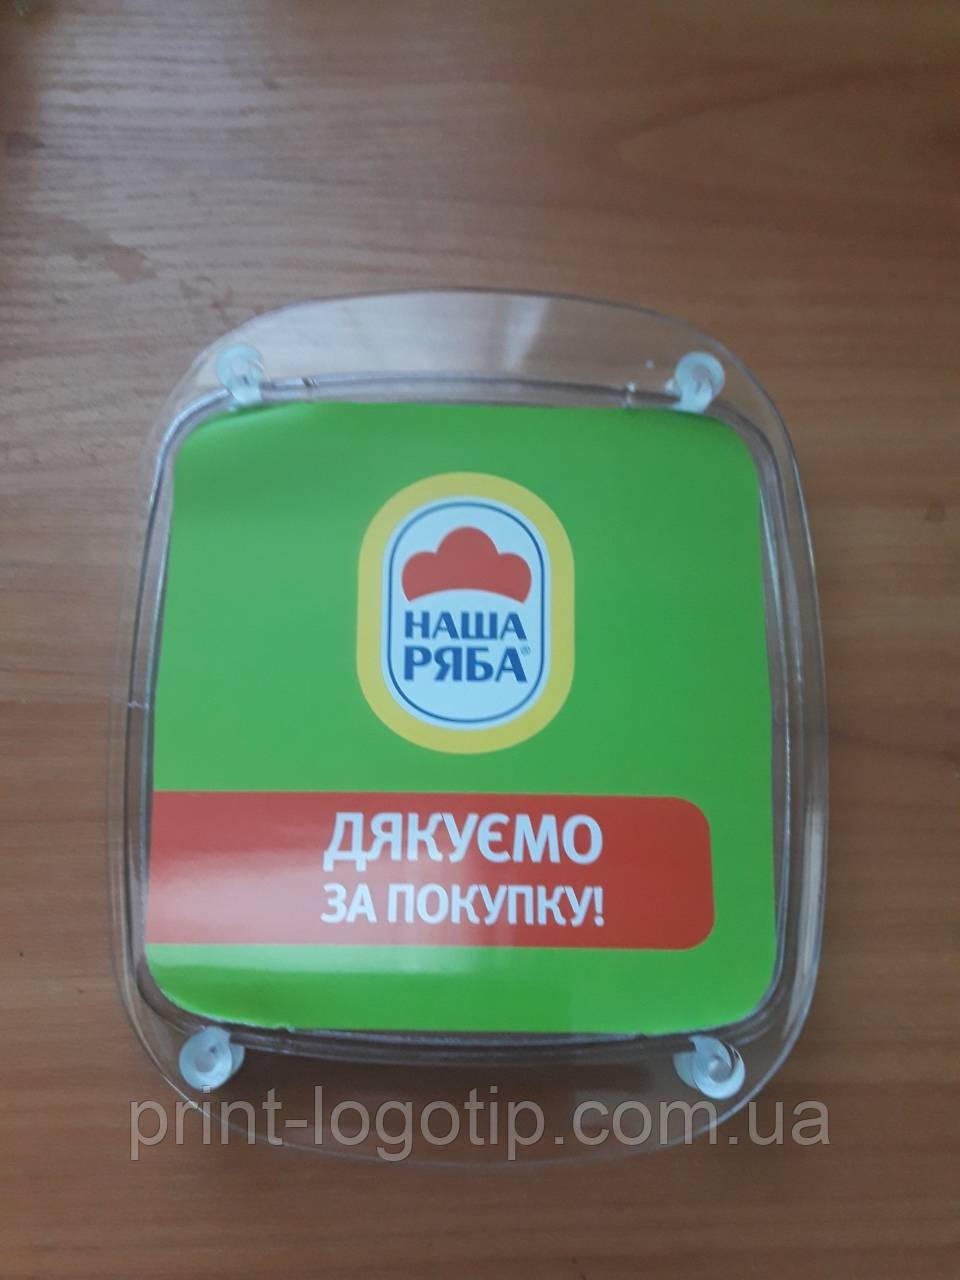 НАША
РЯБА®
ДЯКУЄМО
ЗА ПОКУПКУ!
print-logotip.com.ua